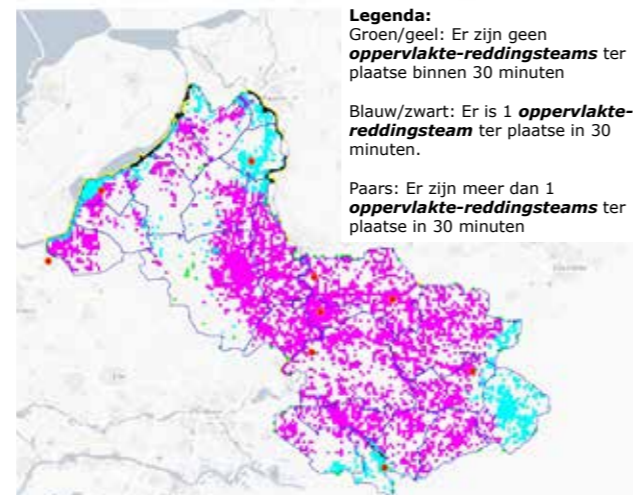 Legenda:
Groen/geel: Er zijn geen
oppervlakte-reddingsteams ter
plaatse binnen 30 minuten
Blauw/zwart: Er is 1 oppervlakte-
reddingsteam ter plaatse in 30
minuten.
Paars: Er zijn meer dan 1
oppervlakte-reddingsteams ter
plaatse in 30 minuten